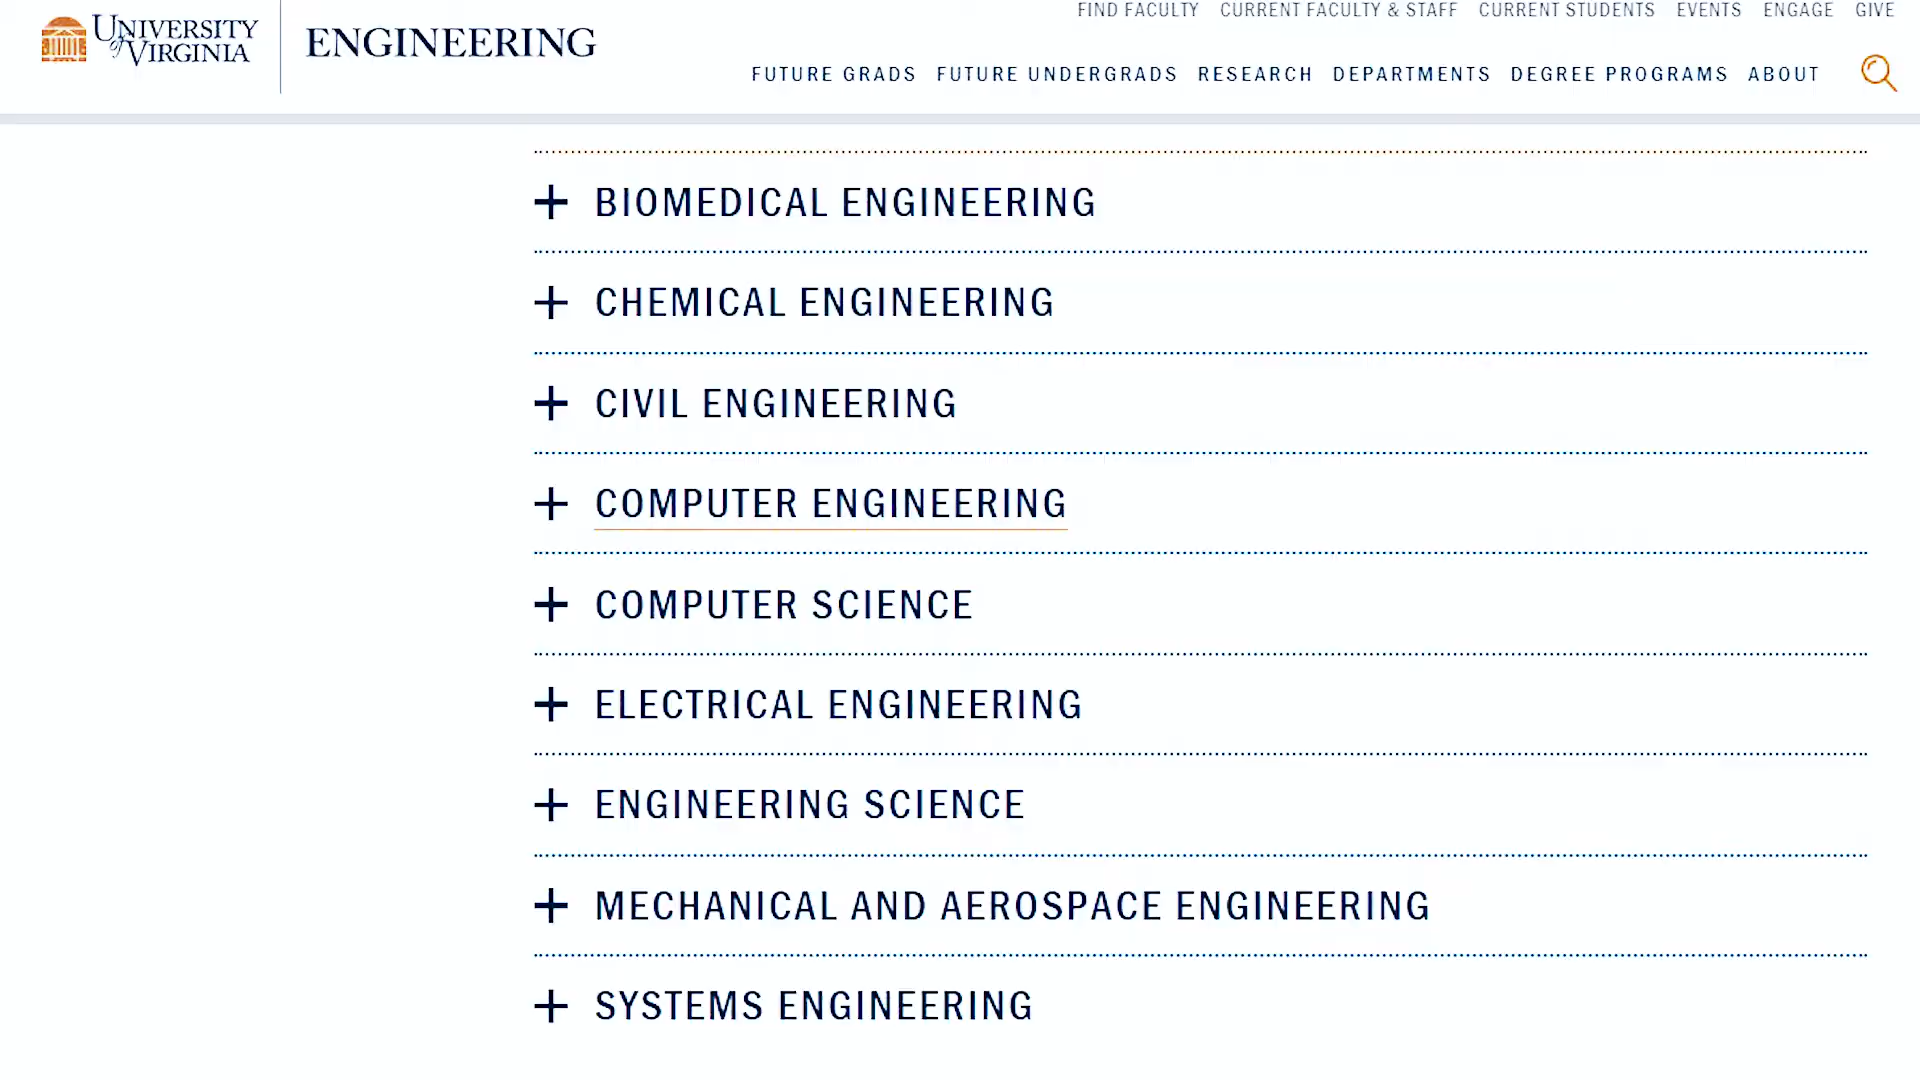 FIND FACULTY CURRENT FACULTY & STAFF CURRENT STUDENTS EVENTS ENGAGE GIVE
UNIVERSITY
of VIRGINIA
ENGINEERING
FUTURE GRADS FUTURE UNDERGRADS RESEARCH DEPARTMENTS DEGREE PROGRAMS ABOUT
BIOMEDICAL ENGINEERING
CHEMICAL ENGINEERING
CIVIL ENGINEERING
COMPUTER ENGINEERING
COMPUTER SCIENCE
ELECTRICAL ENGINEERING
ENGINEERING SCIENCE
MECHANICAL AND AEROSPACE ENGINEERING
SYSTEMS ENGINEERING